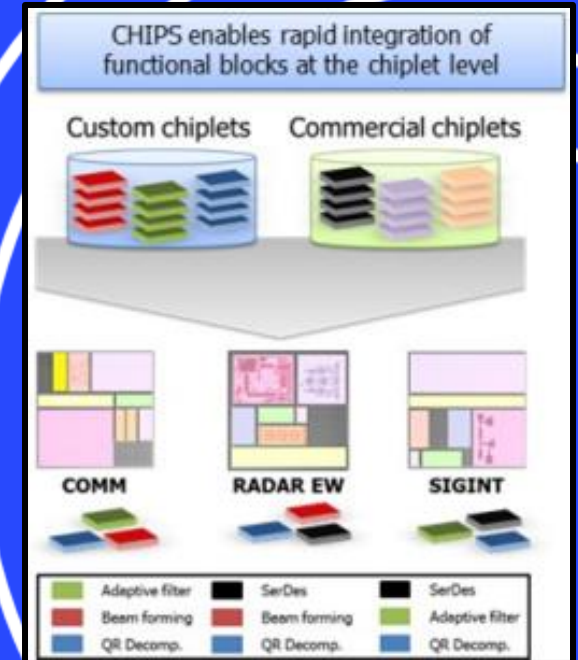 CHIPS enables rapid integration of
functional blocks at the chiplet level
Custom chiplets Commercial chiplets
COMM RADAR EW SIGINT
Adaptive filter SerDes SerDes
Beam forming Beam forming Adaptive filter
QR Decomp. QR Decomp. QR Decomp.